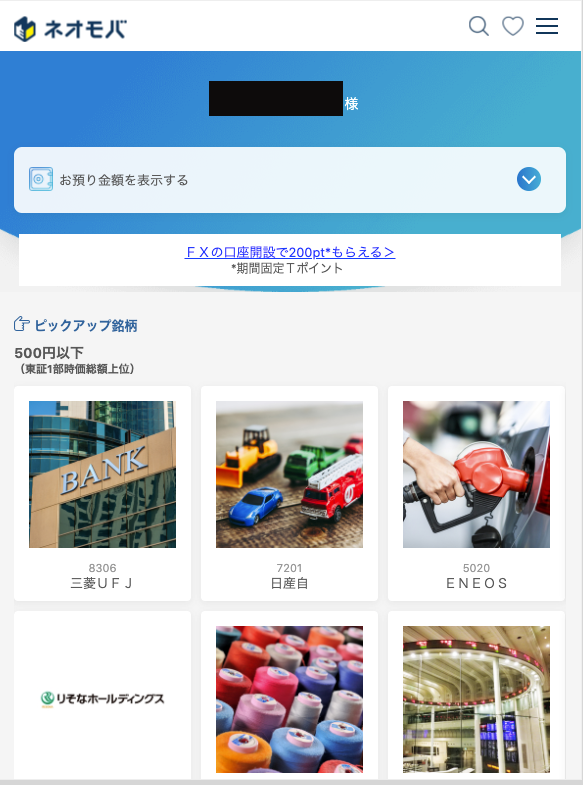 ネオモバ
様
お預り金額を表示する
ＦＸの口座開設で200pt*もらえる＞
*期間固定Ｔポイント
ピックアップ銘柄
500円以下
（東証1部時価総額上位）
BANK
8306
三菱ＵＦＪ
7201
日産自
5020
ＥＮＥＯＳ
りそなホールディングス